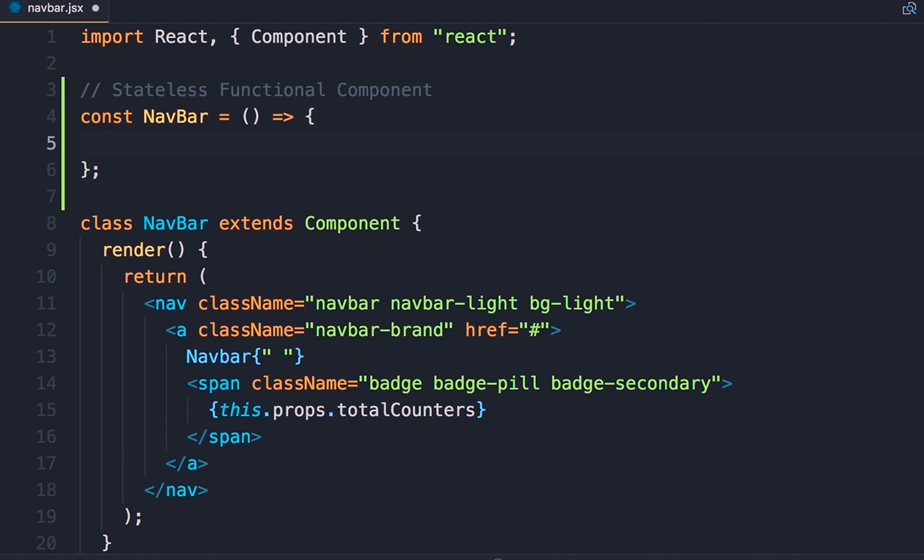 navbar.jsx
1 import React, { Component } from "react";
2
3 // Stateless Functional Component
4 const NavBar = () => {
5
6 };
7
8 class NavBar extends Component {
9 render() {
10 return (
11 <nav className="navbar navbar-light bg-light">
12 <a className="navbar-brand" href="#">
13 Navbar{" "}
14 <span className="badge badge-pill badge-secondary">
15 {this.props.totalCounters}
16 </span>
17 </a>
18 </nav>
19 );
20 }